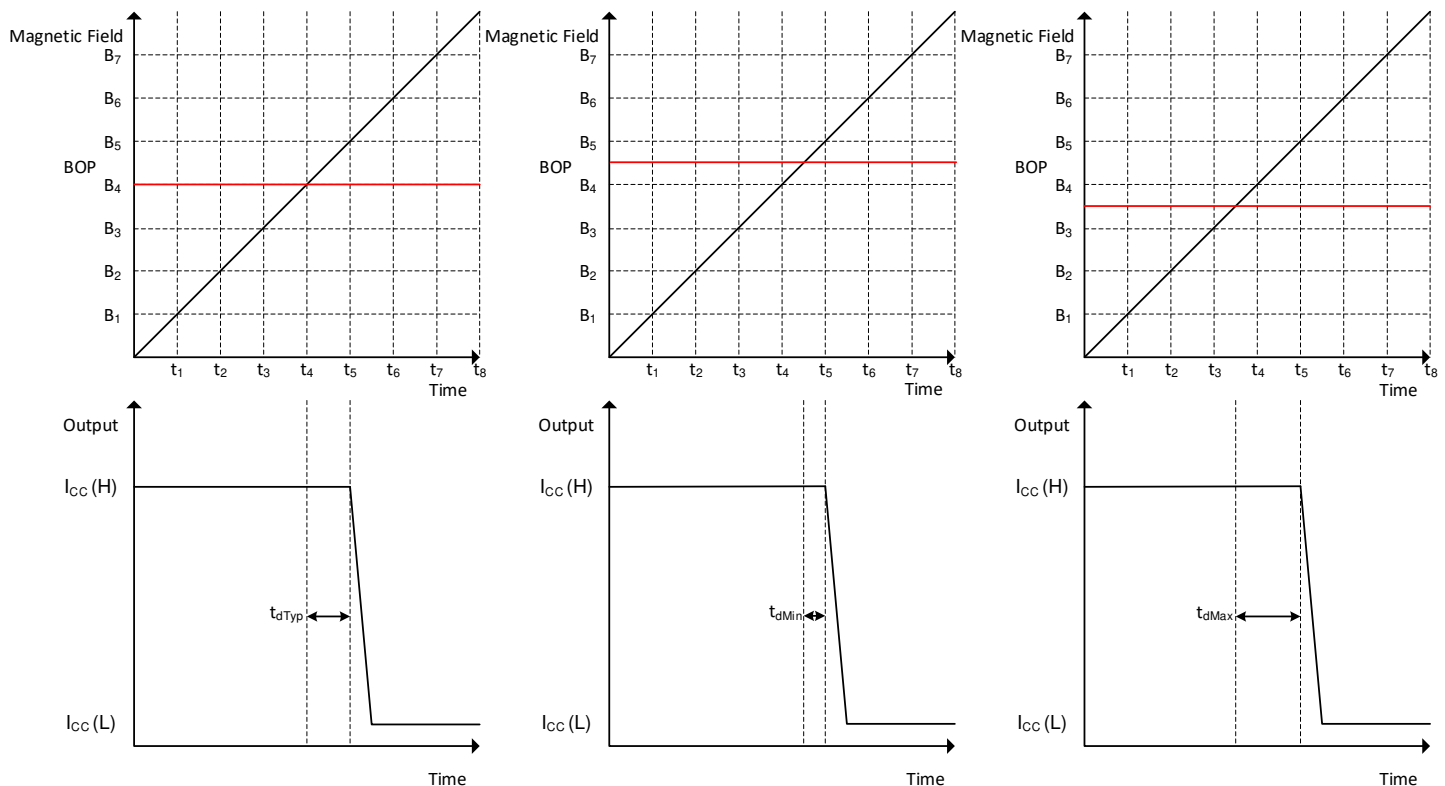 Magnetic Field
B7
B6
B5
BOP
B4
B3
B2
B1
t1 t2 t3 t4 t5 t6 t7 t8
Time
Output
ICC (H)
tdTyp
ICC (L)
Time
Magnetic Field
B7
B6
B5
BOP
B4
B3
B2
B1
t1 t2 t3 t4 t5 t6 t7 t8
Time
Output
ICC (H)
tdMin
ICC (L)
Time
Magnetic Field
B7
B6
B5
BOP
B4
B3
B2
B1
t1 t2 t3 t4 t5 t6 t7 t8
Time
Output
ICC (H)
tdMax
ICC (L)
Time